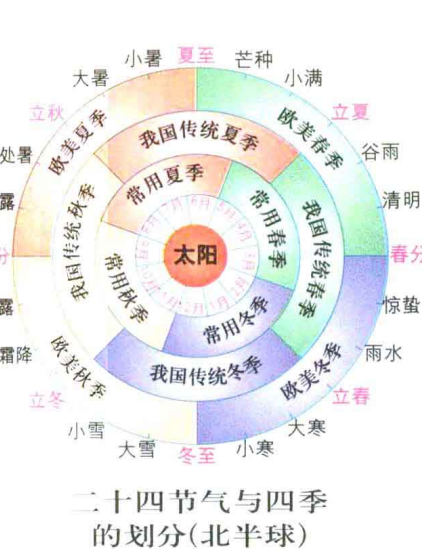 夏至
芒种
小满
立夏
谷雨
清明
春分
惊蛰
雨水
立春
大寒
小寒
冬至
大雪
小雪
立冬
霜降
露
分
露
处暑
立秋
大暑
小暑
欧美夏季
欧美春季
欧美冬季
欧美秋季
我国传统夏季
我国传统春季
我国传统冬季
我国传统秋季
常用夏季
常用春季
常用冬季
常用秋季
太阳
二十四节气与四季
的划分(北半球)